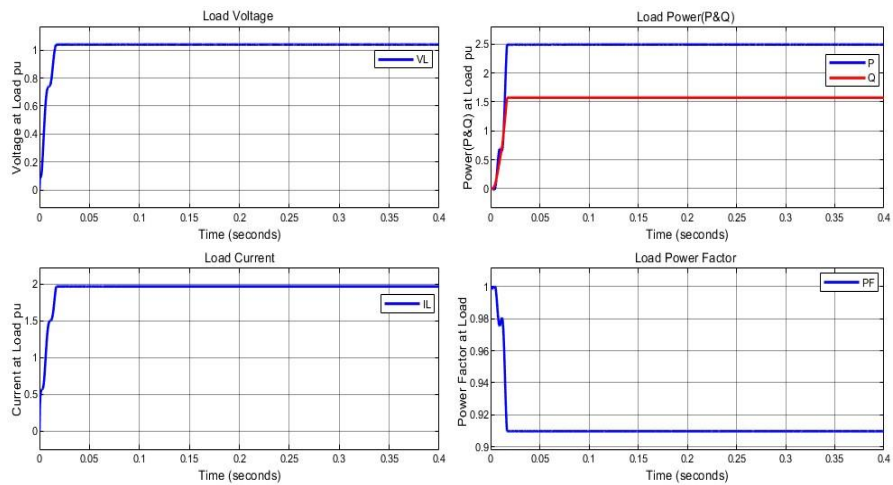 Load Voltage
Voltage at Load pu
1
0.8
0.6
0.4
0.2
0
VL
0 0.05 0.1 0.15 0.2 0.25 0.3 0.35 0.4
Time (seconds)
Load Power(P&Q)
Power(P&Q) at Load pu
2.5
2
1.5
1
0.5
0
P
Q
0 0.05 0.1 0.15 0.2 0.25 0.3 0.35 0.4
Time (seconds)
Load Current
Current at Load pu
2
1.5
1
0.5
0
IL
0 0.05 0.1 0.15 0.2 0.25 0.3 0.35 0.4
Time (seconds)
Load Power Factor
Power Factor at Load
1
0.98
0.96
0.94
0.92
0.9
PF
0 0.05 0.1 0.15 0.2 0.25 0.3 0.35 0.4
Time (seconds)